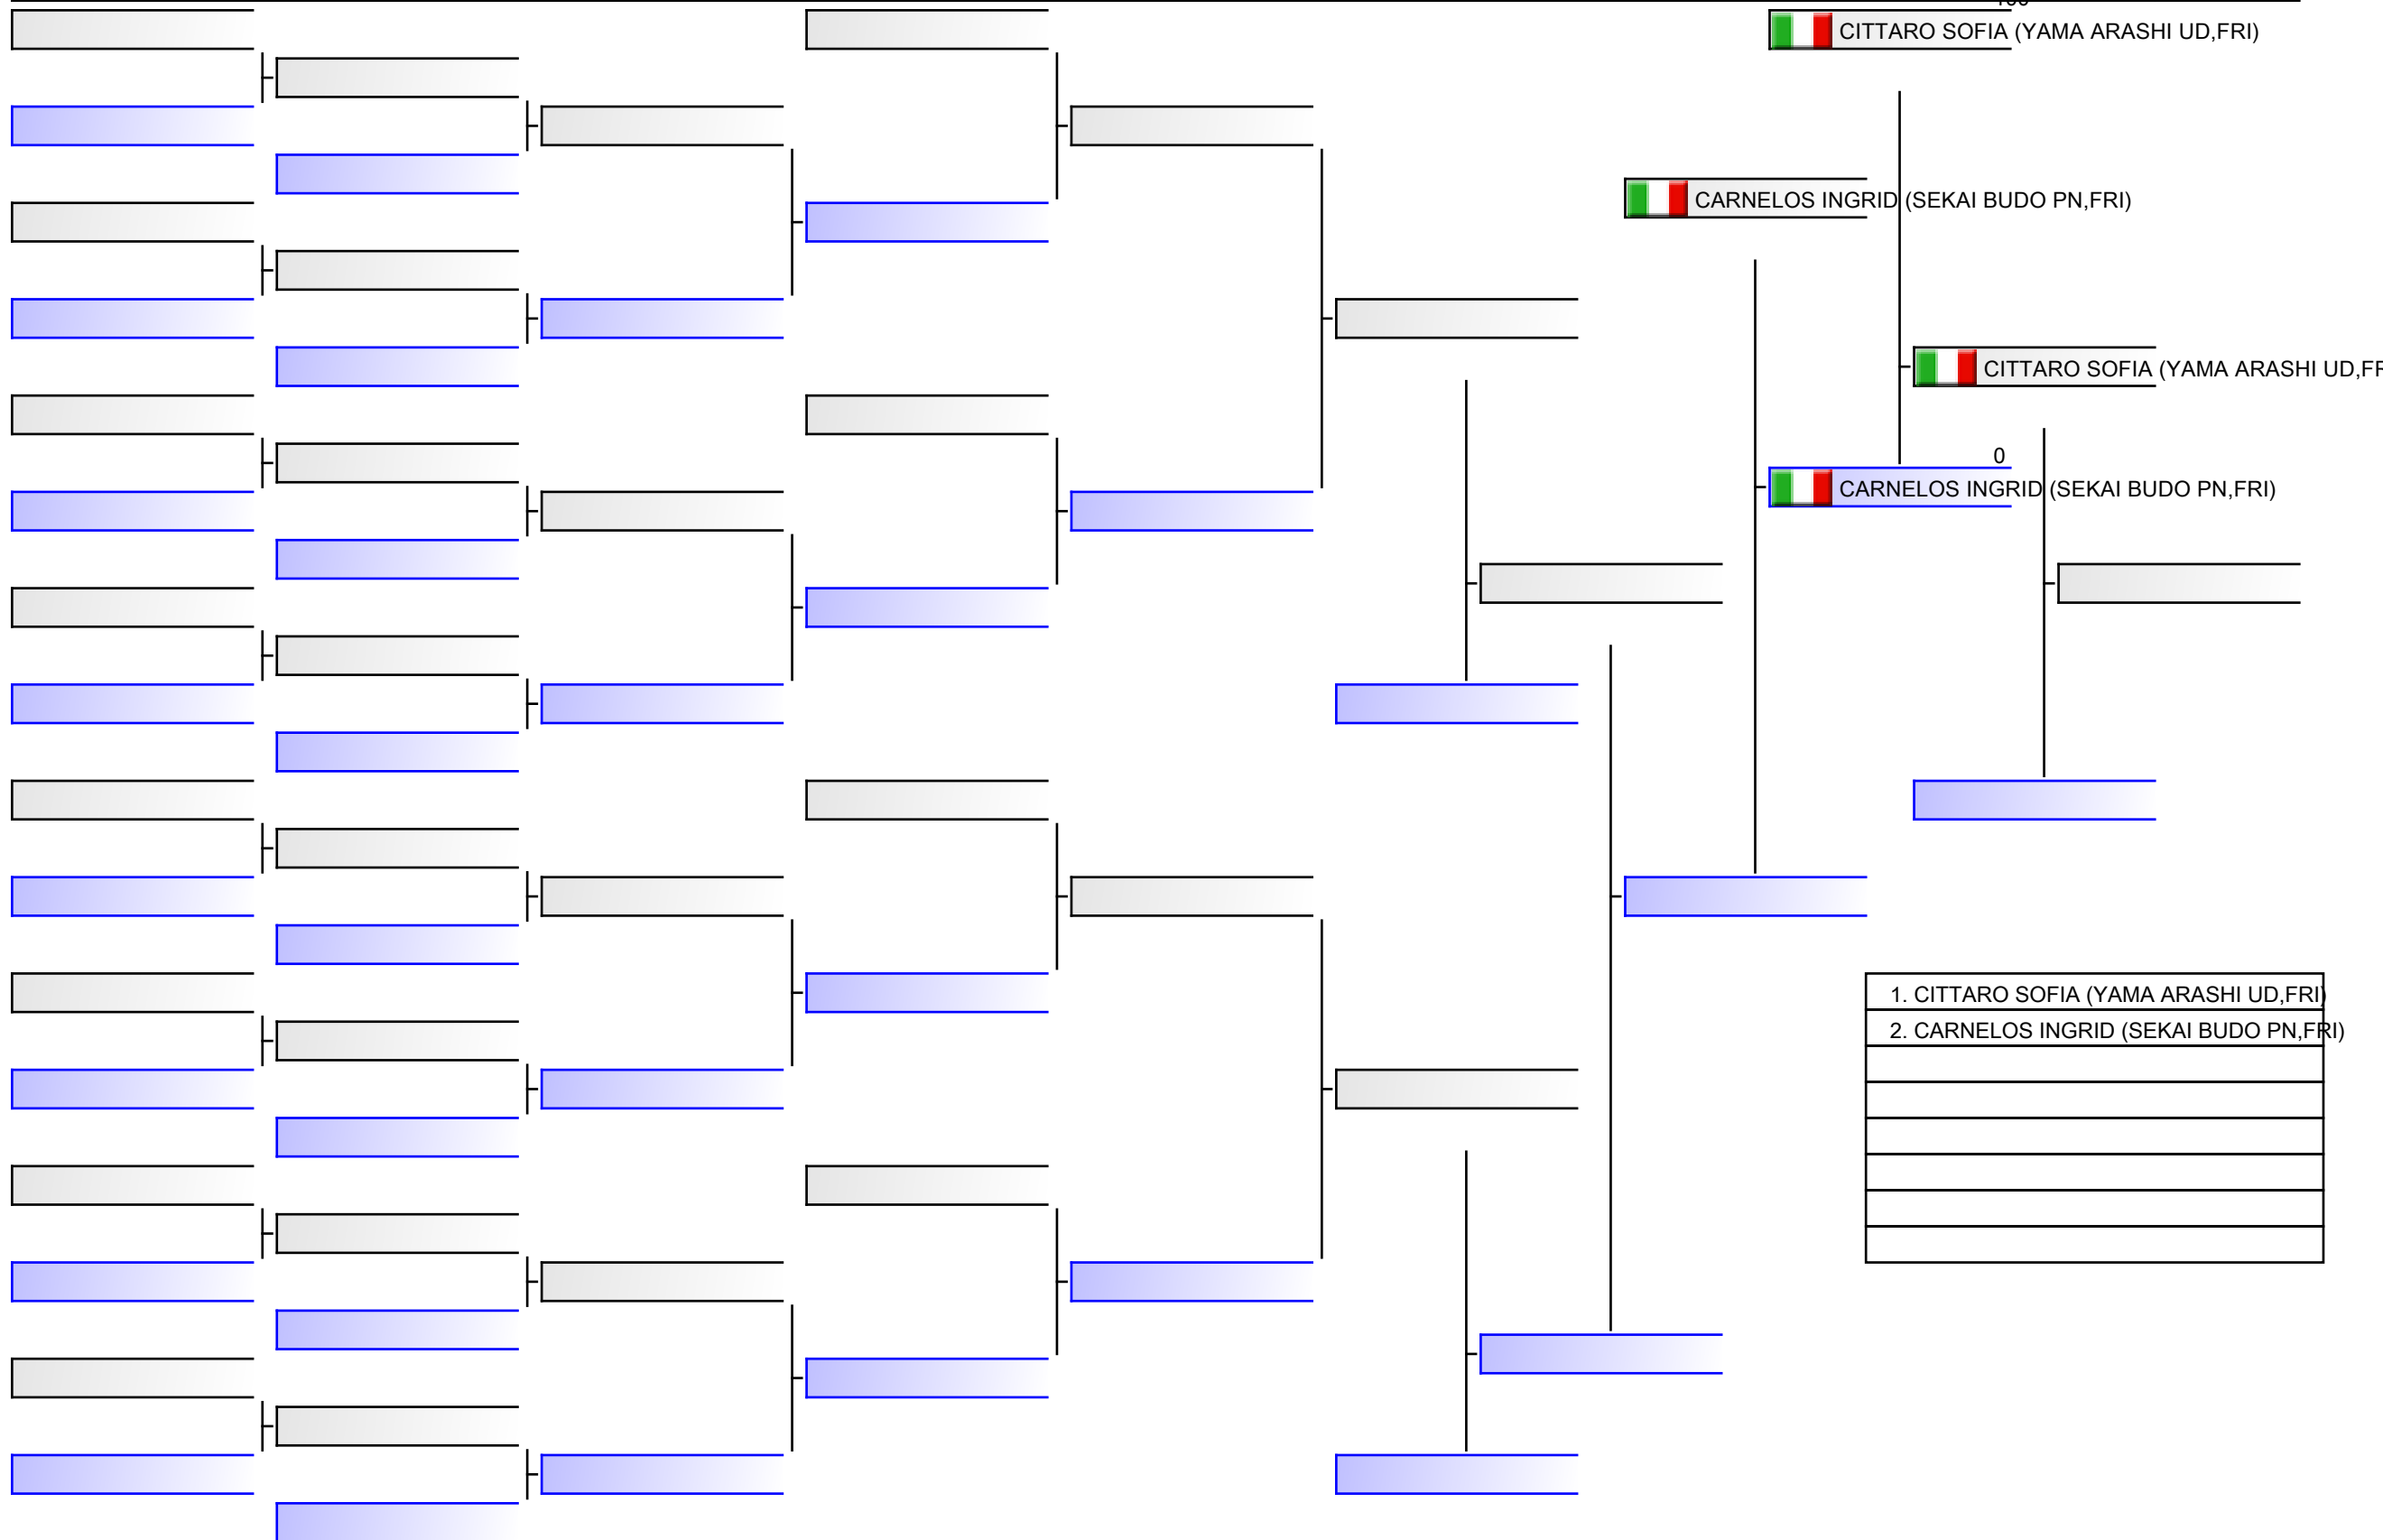 CITTARO SOFIA (YAMA ARASHI UD,FRI)
CARNELOS INGRID (SEKAI BUDO PN,FRI)
CITTARO SOFIA (YAMA ARASHI UD,FR
0
CARNELOS INGRID (SEKAI BUDO PN,FRI)
1. CITTARO SOFIA (YAMA ARASHI UD,FRI)
2. CARNELOS INGRID (SEKAI BUDO PN,FRI)